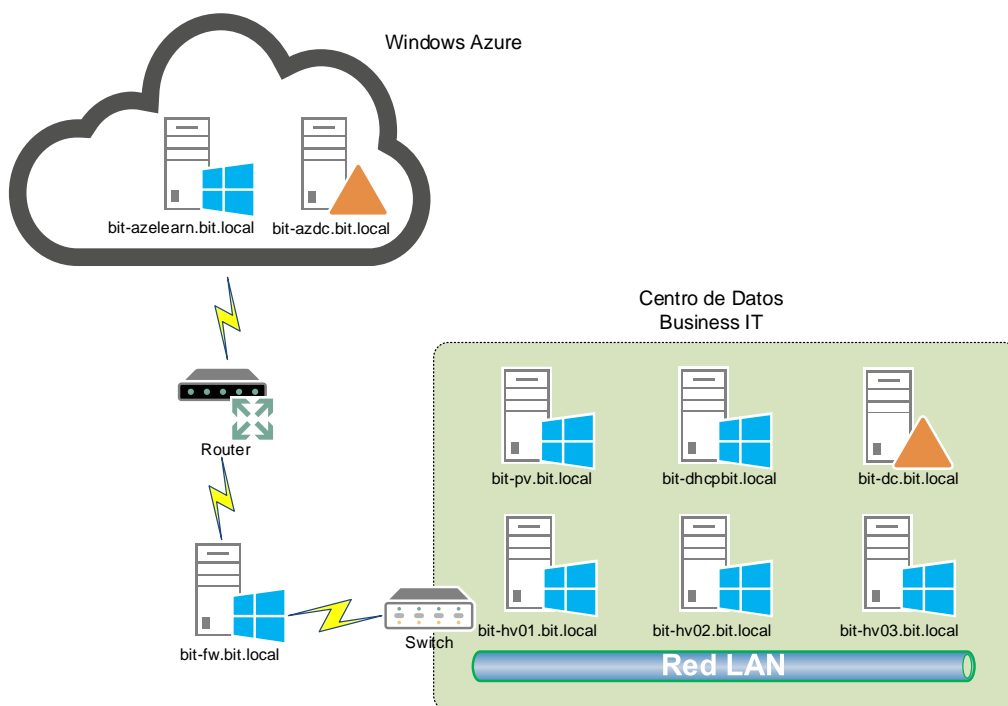 Windows Azure
bit-azelearn.bit.local
bit-azdc.bit.local
Router
bit-fw.bit.local
Switch
Centro de Datos
Business IT
bit-pv.bit.local
bit-dhcpbit.local
bit-dc.bit.local
bit-hv01.bit.local
bit-hv02.bit.local
bit-hv03.bit.local
Red LAN